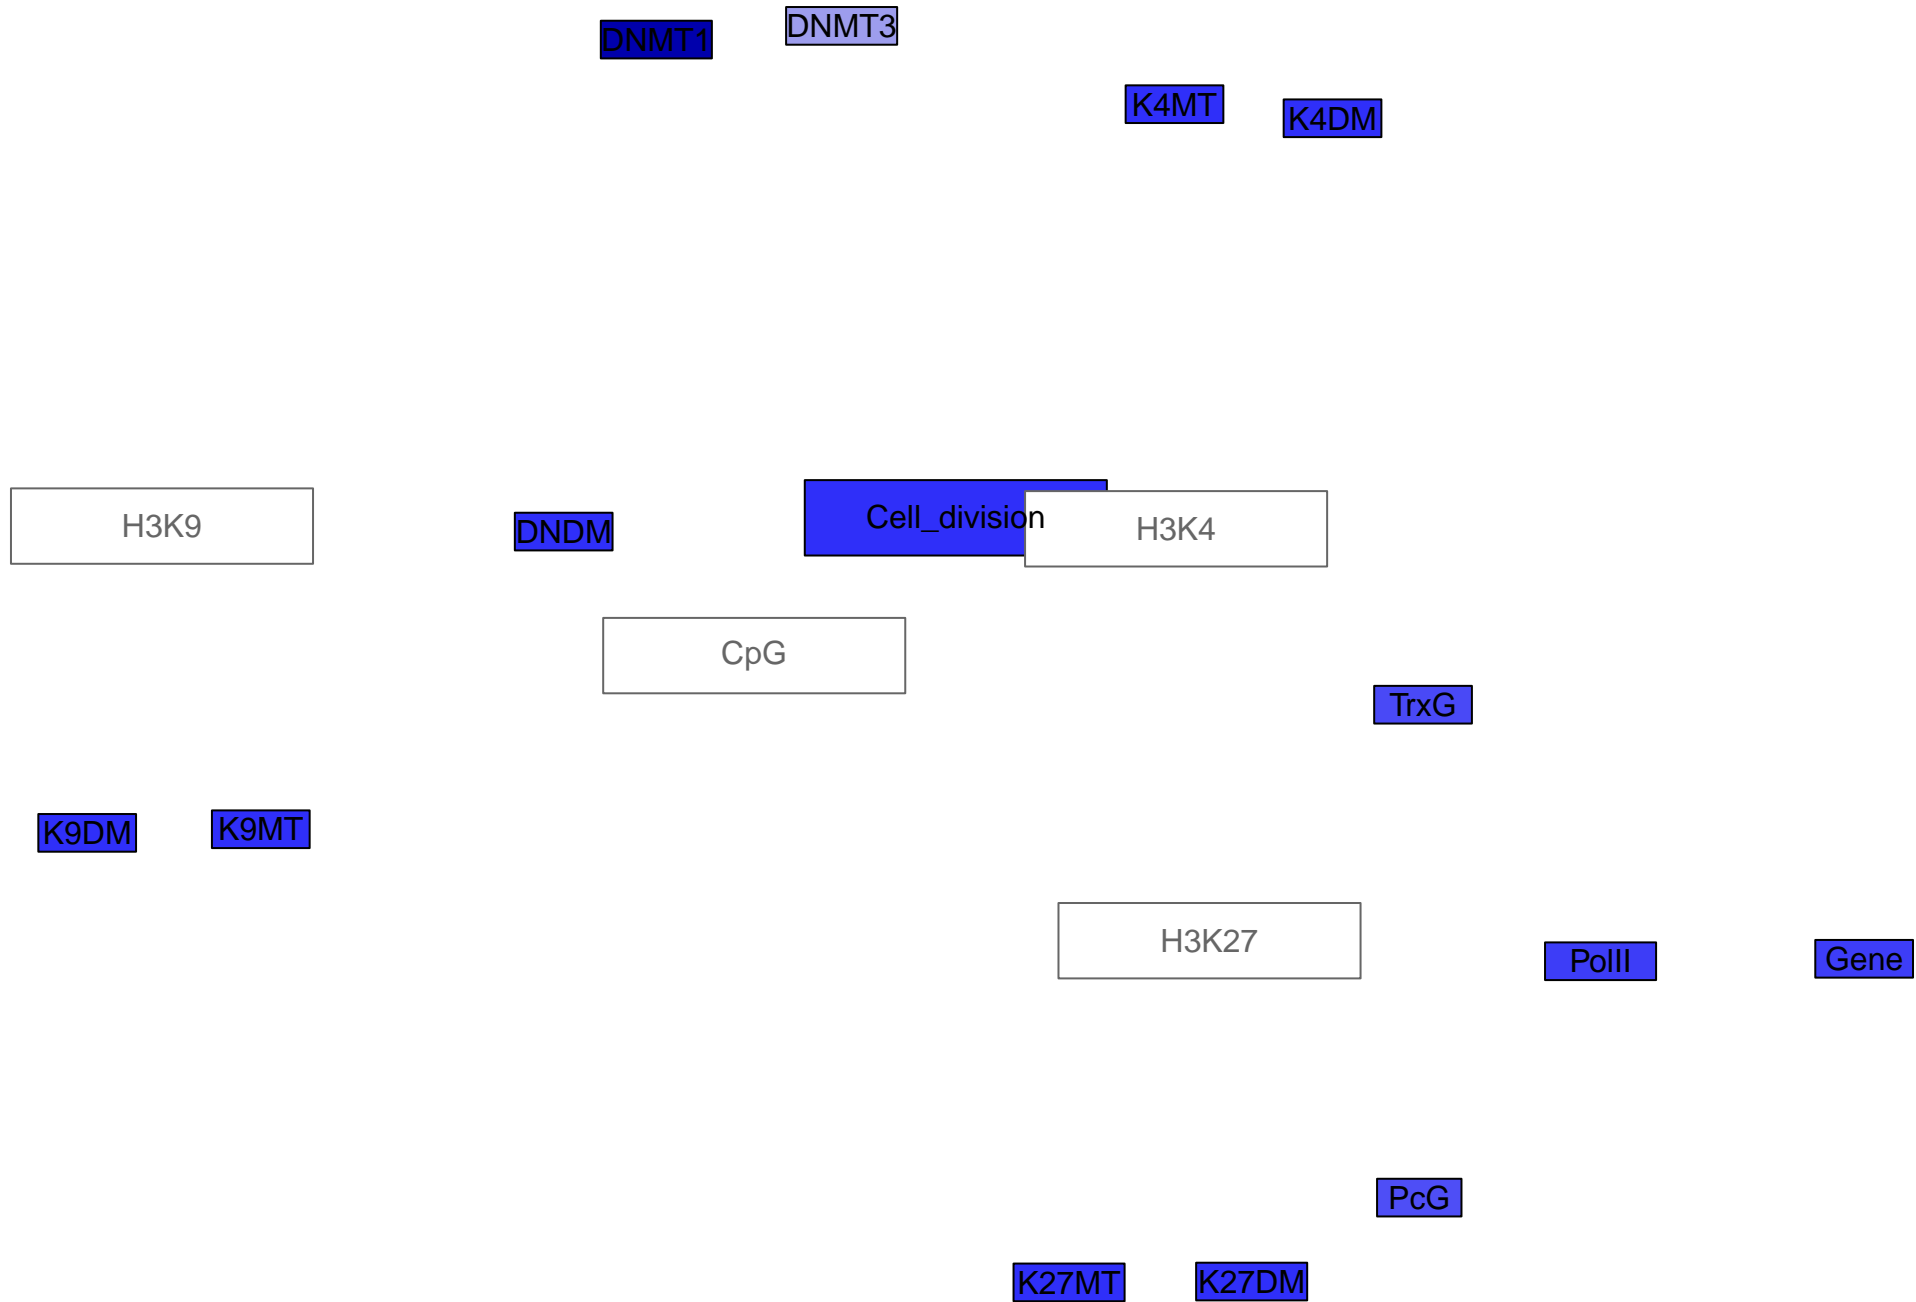 DNMT1
DNMT3
K4MT
K4DM
H3K9
DNDM
Cell_division
H3K4
CpG
TrxG
K9DM
K9MT
H3K27
PolII
Gene
PcG
K27MT
K27DM